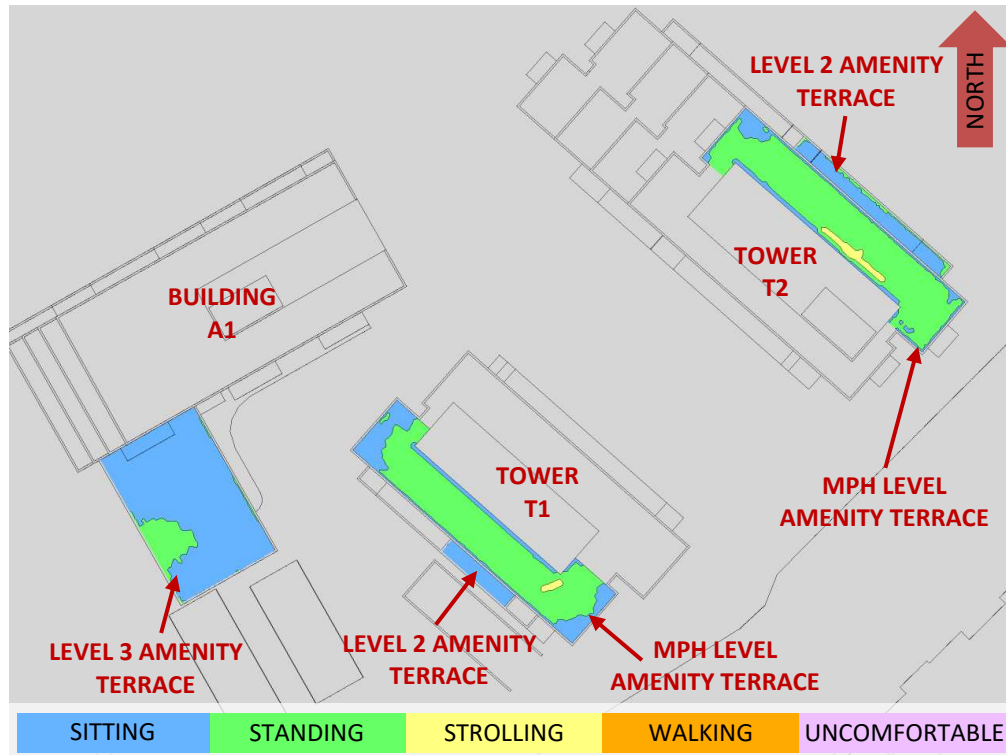 LEVEL 2 AMENITY
TERRACE
NORTH
BUILDING
A1
TOWER
T2
TOWER
T1
MPH LEVEL
AMENITY TERRACE
LEVEL 3 AMENITY
TERRACE
LEVEL 2 AMENITY
TERRACE
MPH LEVEL
AMENITY TERRACE
SITTING
STANDING
STROLLING
WALKING
UNCOMFORTABLE